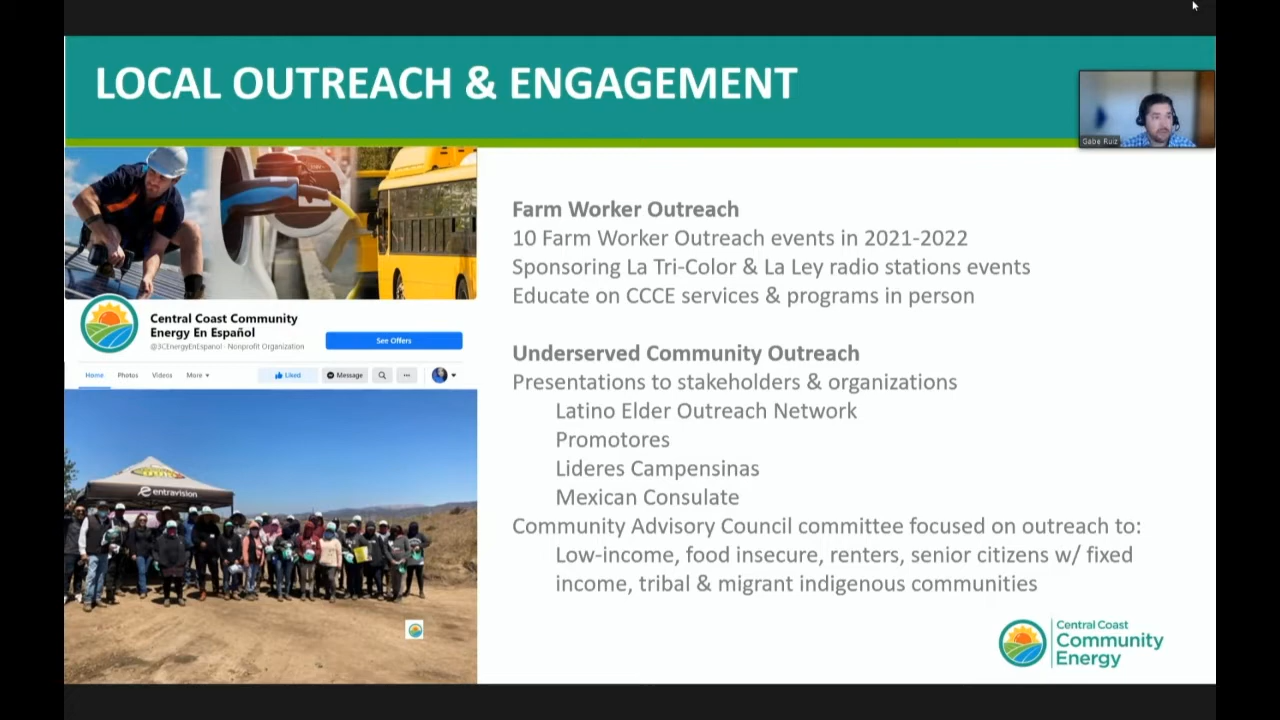 LOCAL OUTREACH & ENGAGEMENT
Gabe Ruiz
Central Coast Community
Energy En Español
@3CEnergyEnEspanol · Nonprofit Organization
See Offers
Home Photos Videos More
Liked Message
entravision
Farm Worker Outreach
10 Farm Worker Outreach events in 2021-2022
Sponsoring La Tri-Color & La Ley radio stations events
Educate on CCCE services & programs in person
Underserved Community Outreach
Presentations to stakeholders & organizations
Latino Elder Outreach Network
Promotores
Lideres Campensinas
Mexican Consulate
Community Advisory Council committee focused on outreach to:
Low-income, food insecure, renters, senior citizens w/ fixed
income, tribal & migrant indigenous communities
Central Coast
Community
Energy